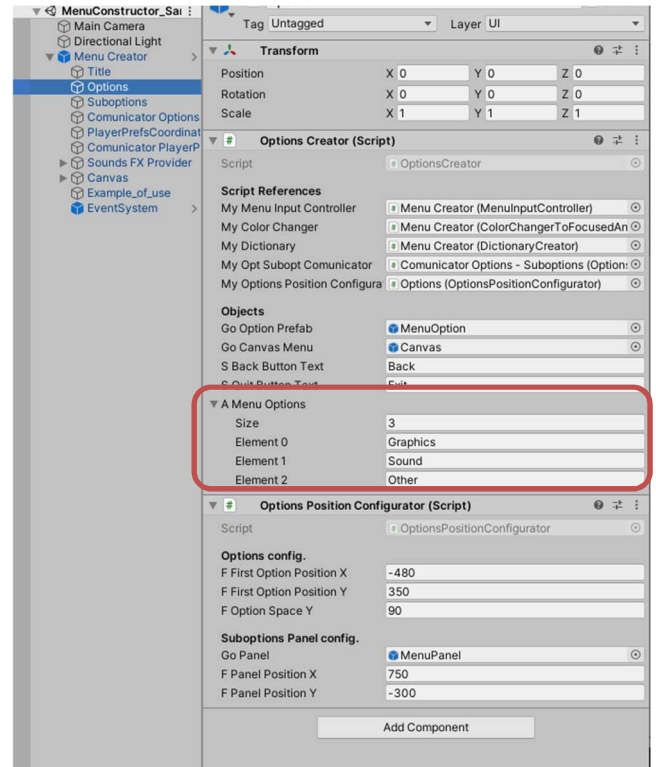 MenuConstructor_Sai
Main Camera
Directional Light
Menu Creator
Title
Options
Suboptions
Comunicator Options
PlayerPrefsCoordinat
Comunicator PlayerP
Sounds FX Provider
Canvas
Example_of_use
EventSystem
Tag Untagged Layer UI
Transform
Position X 0 Y 0 Z 0
Rotation X 0 Y 0 Z 0
Scale X 1 Y 1 Z 1
# Options Creator (Script)
Script OptionsCreator
Script References
My Menu Input Controller Menu Creator (MenuInputController)
My Color Changer Menu Creator (ColorChangerToFocusedAn
My Dictionary Menu Creator (DictionaryCreator)
My Opt Subopt Comunicator Comunicator Options - Suboptions (Option:
My Options Position Configura Options (OptionsPositionConfigurator)
Objects
Go Option Prefab MenuOption
Go Canvas Menu Canvas
S Back Button Text Back
S Quit Button Text Exit
A Menu Options
Size 3
Element 0 Graphics
Element 1 Sound
Element 2 Other
# Options Position Configurator (Script)
Script OptionsPositionConfigurator
Options config.
F First Option Position X -480
F First Option Position Y 350
F Option Space Y 90
Suboptions Panel config.
Go Panel MenuPanel
F Panel Position X 750
F Panel Position Y -300
Add Component